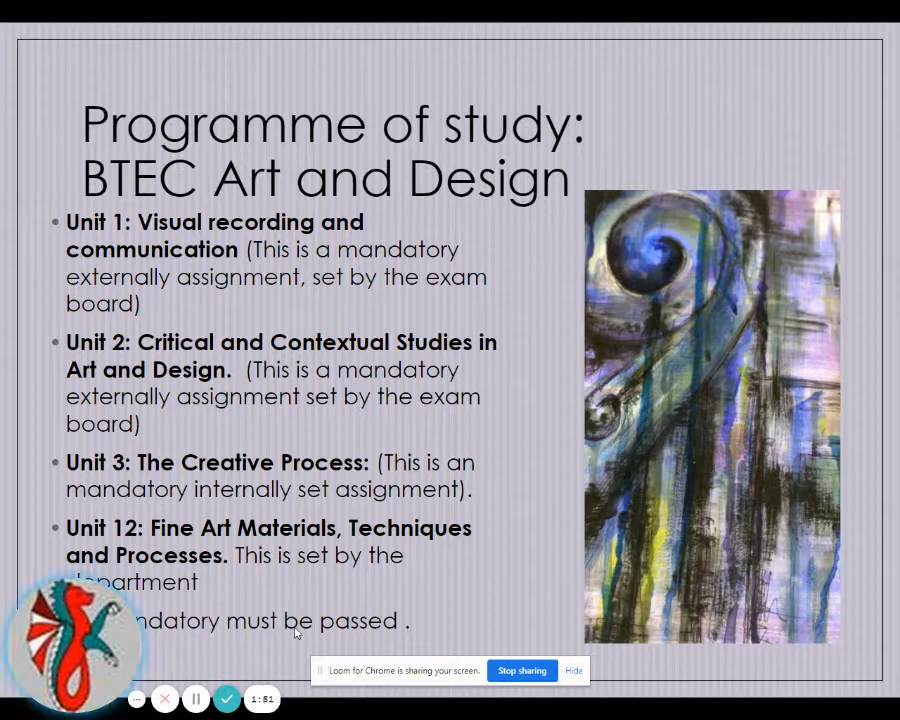 Programme of study:
BTEC Art and Design
• Unit 1: Visual recording and
communication (This is a mandatory
externally assignment, set by the exam
board)
• Unit 2: Critical and Contextual Studies in
Art and Design. (This is a mandatory
externally assignment set by the exam
board)
• Unit 3: The Creative Process: (This is an
mandatory internally set assignment).
• Unit 12: Fine Art Materials, Techniques
and Processes. This is set by the
must be passed .
Loom for Chrome is sharing your screen. Stop sharing Hide
1:51